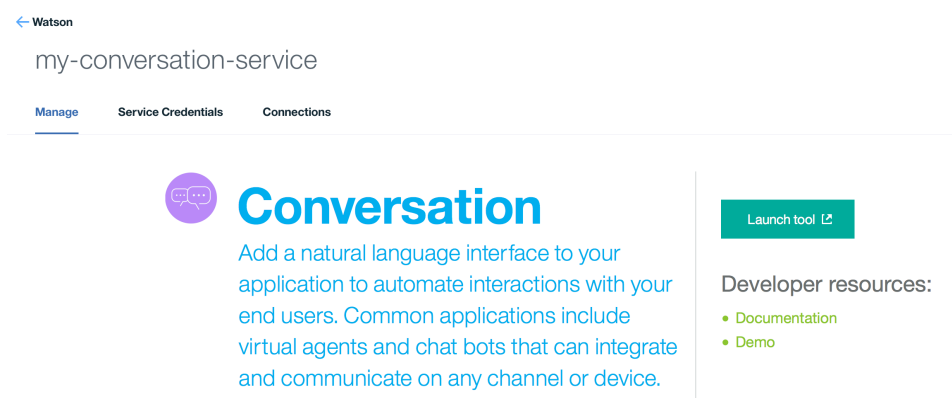 Watson
my-conversation-service
Manage
Service Credentials
Connections
Conversation
Add a natural language interface to your
application to automate interactions with your
end users. Common applications include
virtual agents and chat bots that can integrate
and communicate on any channel or device.
Launch tool
Developer resources:
Documentation
Demo